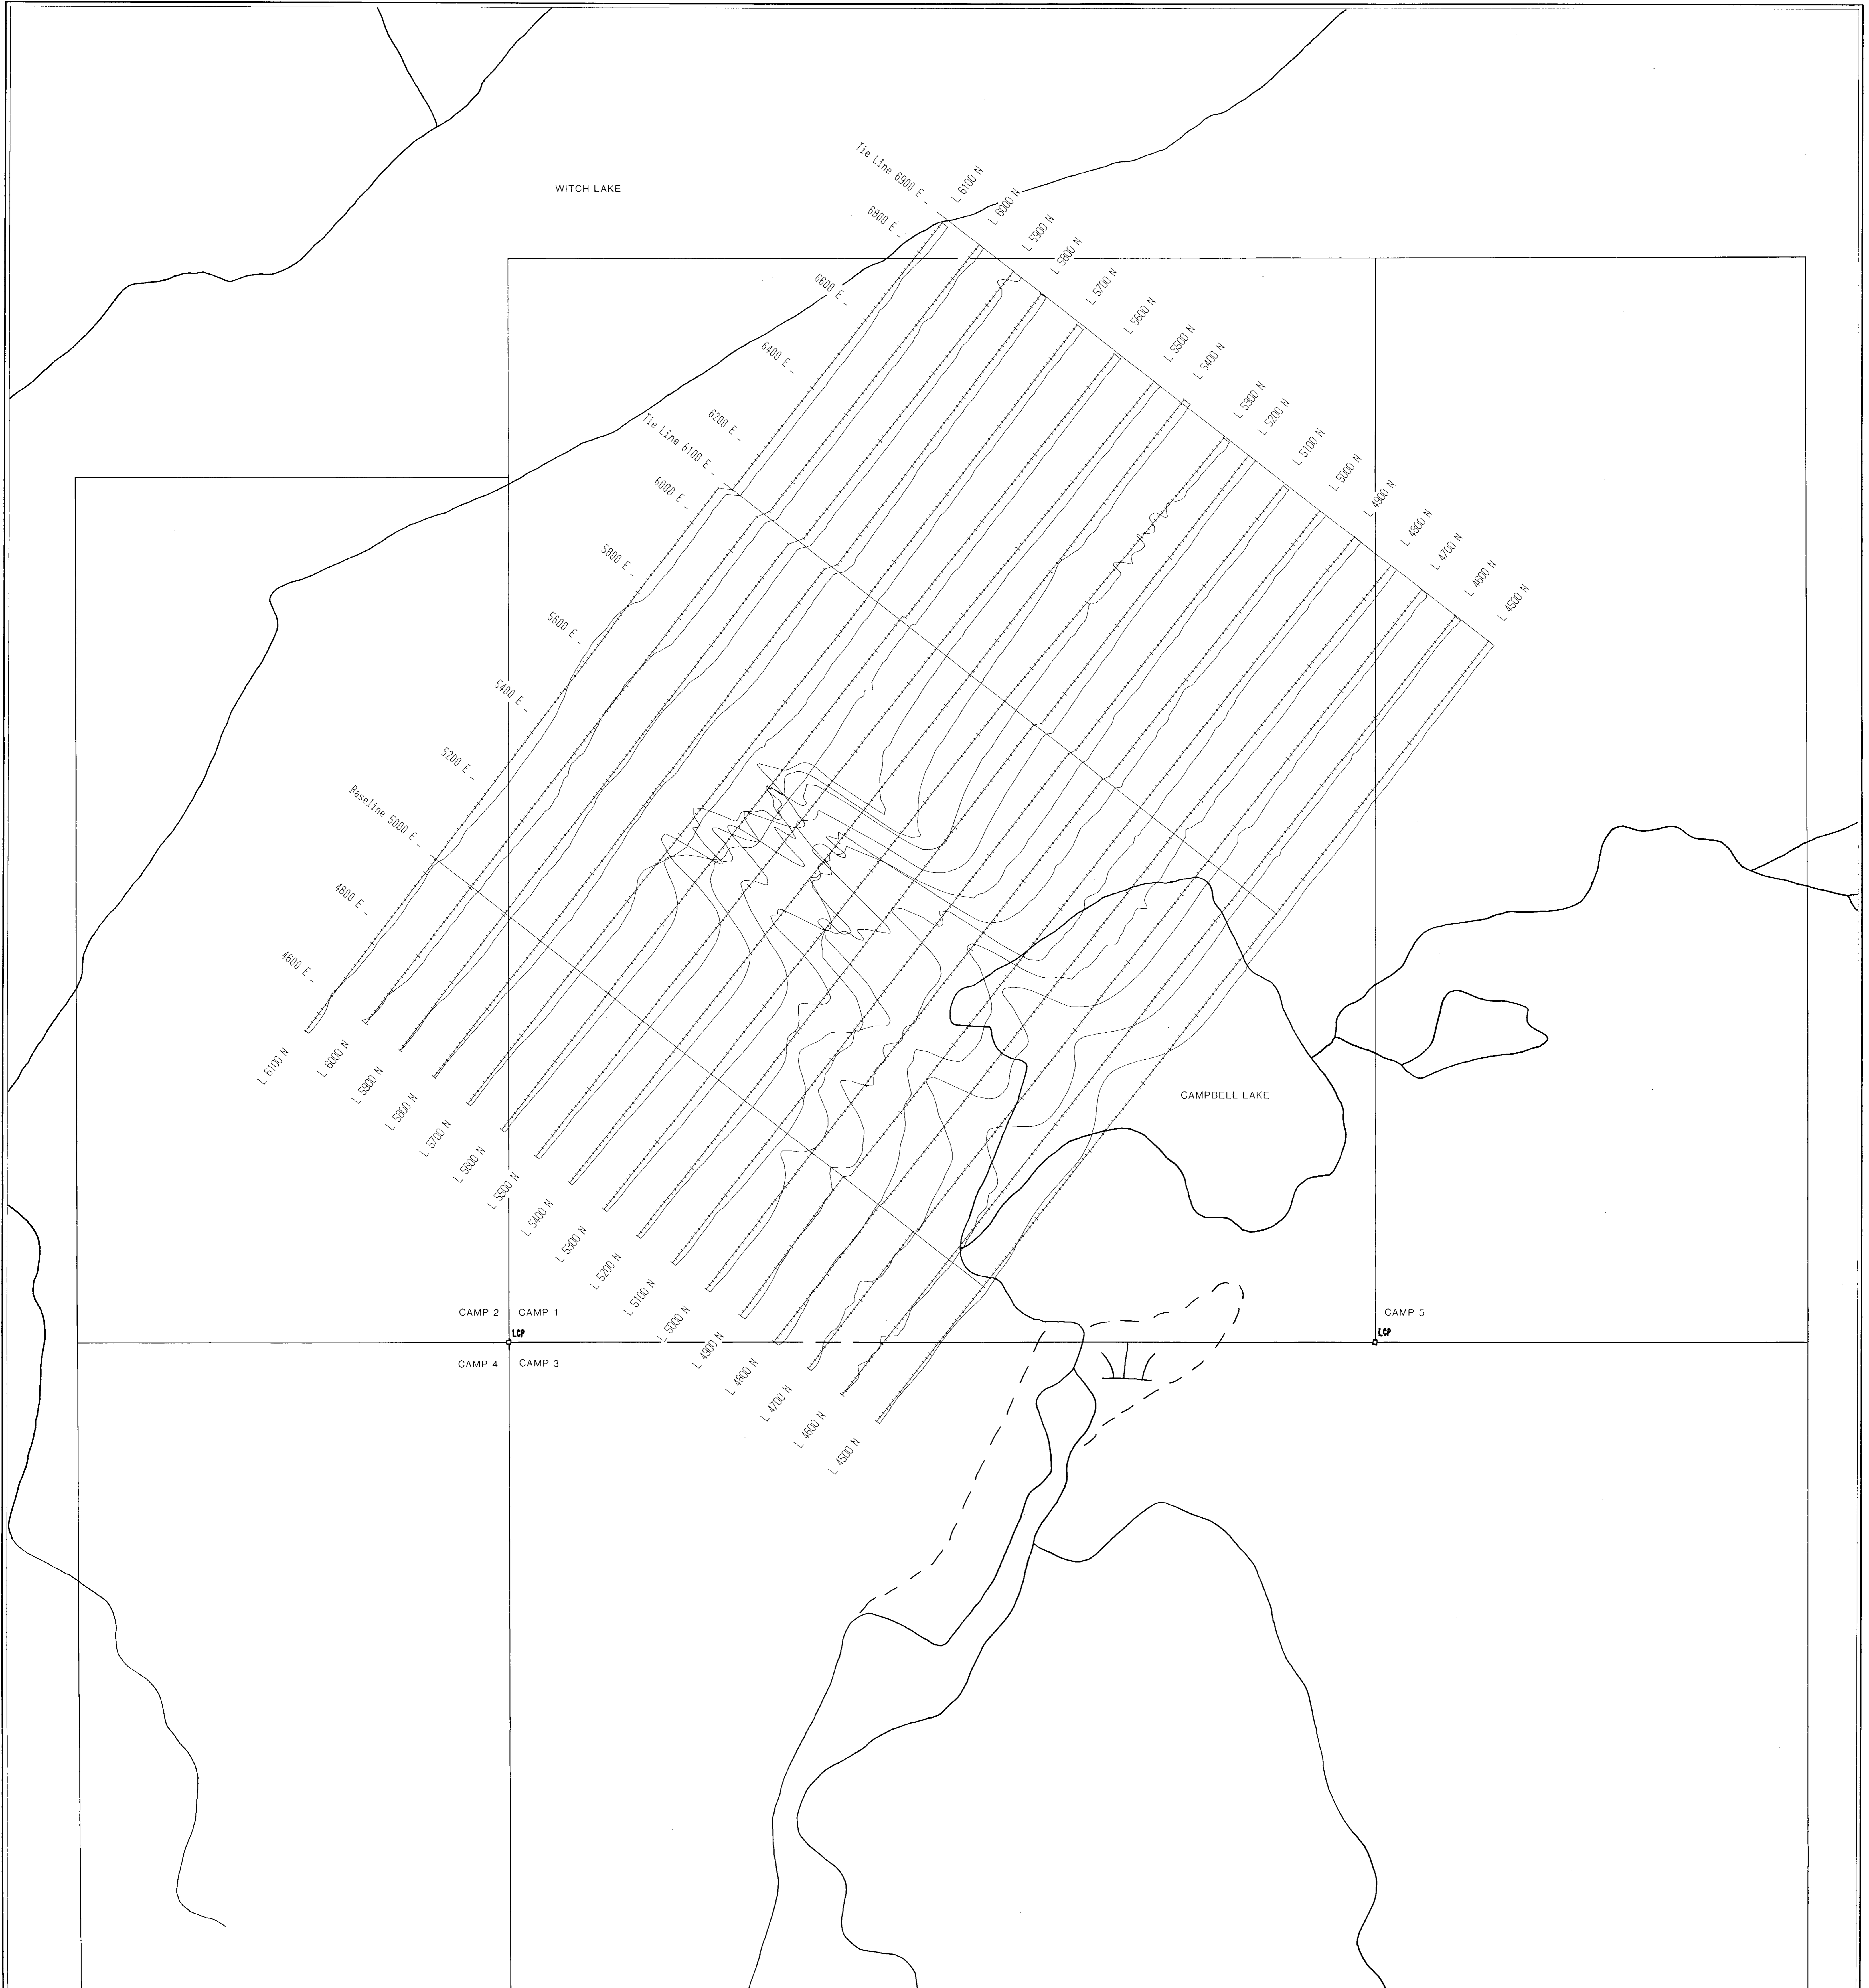 WITCH LAKE
Tie Line 6900 E
6800 E
6600 E
6400 E
6200 E
Tie Line 6100 E
6000 E
5800 E
5600 E
5400 E
5200 E
Baseline 5000 E
4800 E
4600 E
L 6100 N
L 6000 N
L 5900 N
L 5800 N
L 5700 N
L 5600 N
L 5500 N
L 5400 N
L 5300 N
L 5200 N
L 5100 N
L 5000 N
L 4900 N
L 4800 N
L 4700 N
L 4600 N
L 4500 N
L 6100 N
L 6000 N
L 5900 N
L 5800 N
L 5700 N
L 5600 N
L 5500 N
L 5400 N
L 5300 N
L 5200 N
L 5100 N
L 5000 N
L 4900 N
L 4800 N
L 4700 N
L 4600 N
L 4500 N
CAMPBELL LAKE
CAMP 2
CAMP 1
LCP
CAMP 4
CAMP 3
CAMP 5
LCP